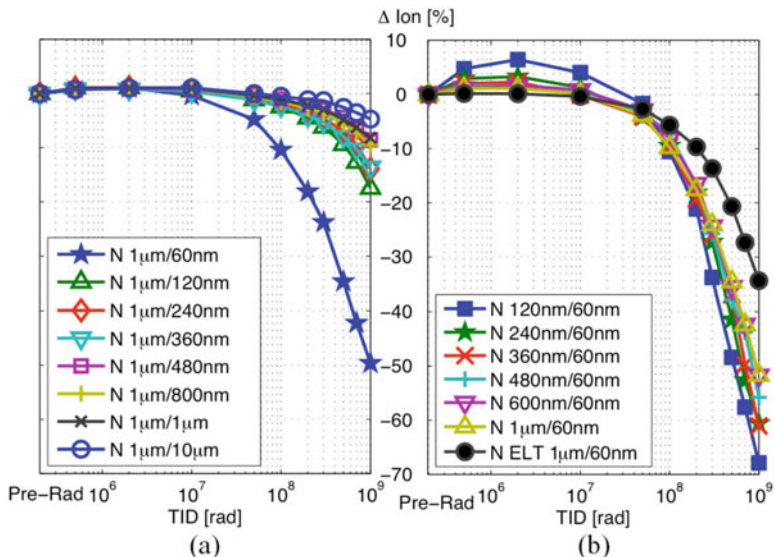 Δ Ion [%]
10
0
-10
-20
-30
-40
-50
-60
-70
N 1μm/60nm
N 1μm/120nm
N 1μm/240nm
N 1μm/360nm
N 1μm/480nm
N 1μm/800nm
N 1μm/1μm
N 1μm/10μm
Pre-Rad 10⁶ 10⁷ 10⁸ 10⁹
TID [rad]
(a)
N 120nm/60nm
N 240nm/60nm
N 360nm/60nm
N 480nm/60nm
N 600nm/60nm
N 1μm/60nm
N ELT 1μm/60nm
Pre-Rad 10⁶ 10⁷ 10⁸ 10⁹
TID [rad]
(b)